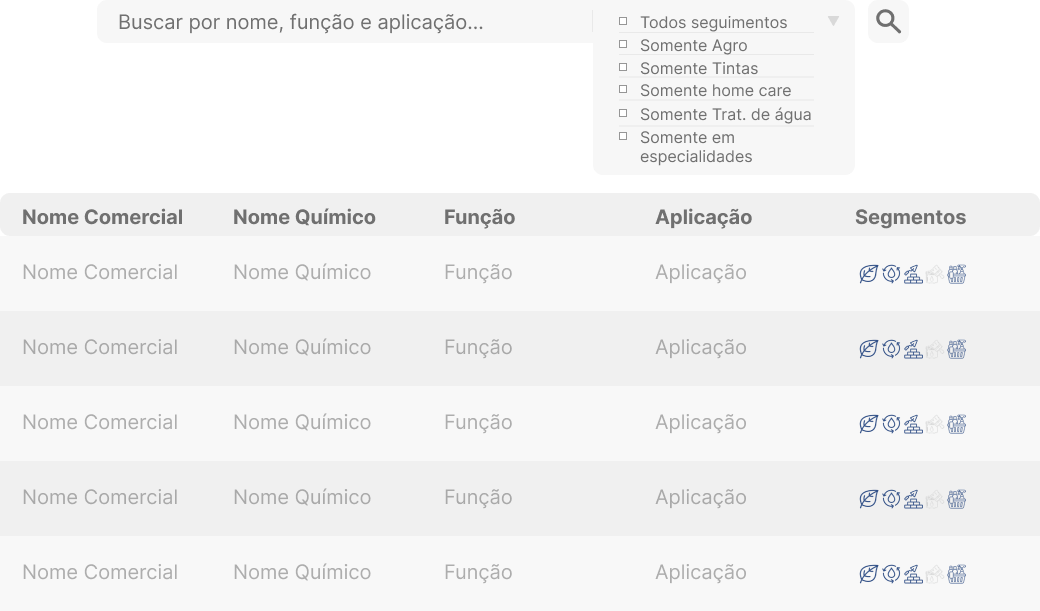 Buscar por nome, função e aplicação...
Todos seguimentos
Somente Agro
Somente Tintas
Somente home care
Somente Trat. de água
Somente em
especialidades
Nome Comercial Nome Químico Função Aplicação Segmentos
Nome Comercial Nome Químico Função Aplicação
Nome Comercial Nome Químico Função Aplicação
Nome Comercial Nome Químico Função Aplicação
Nome Comercial Nome Químico Função Aplicação
Nome Comercial Nome Químico Função Aplicação